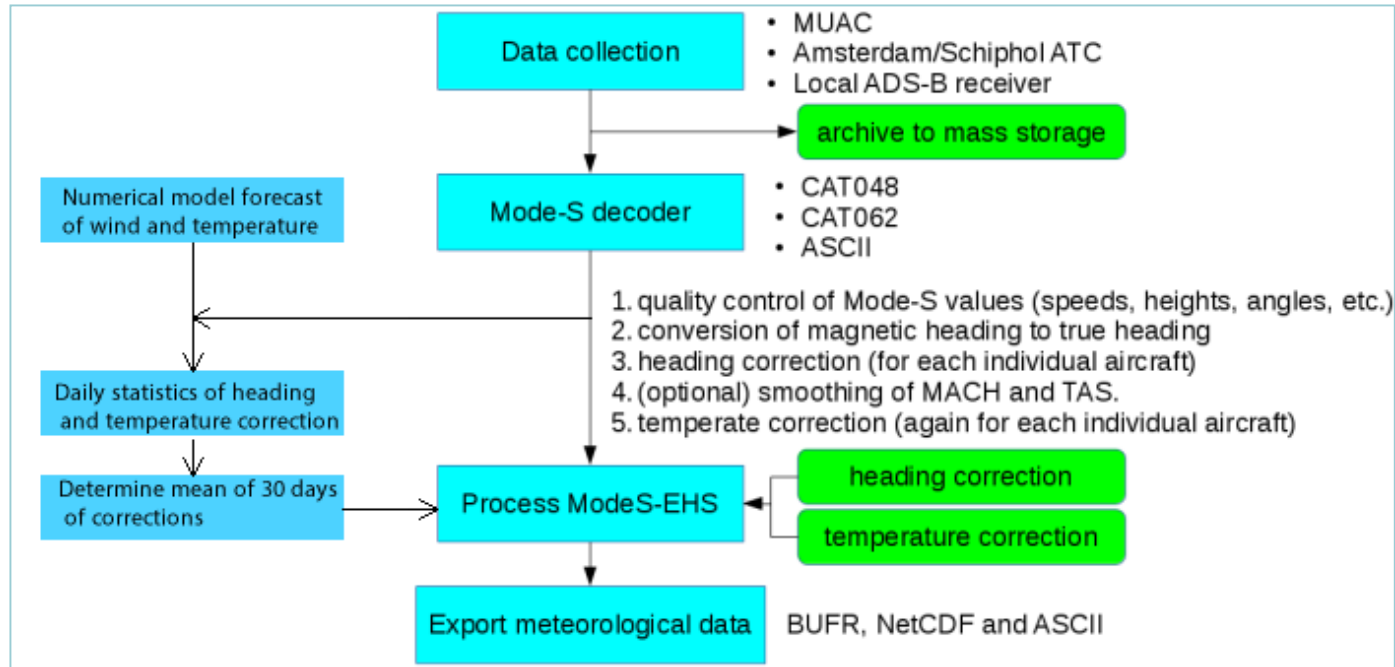 Data collection
• MUAC
• Amsterdam/Schiphol ATC
• Local ADS-B receiver
archive to mass storage
Numerical model forecast
of wind and temperature
Mode-S decoder
• CAT048
• CAT062
• ASCII
1. quality control of Mode-S values (speeds, heights, angles, etc.)
2. conversion of magnetic heading to true heading
3. heading correction (for each individual aircraft)
4. (optional) smoothing of MACH and TAS.
5. temperate correction (again for each individual aircraft)
Daily statistics of heading
and temperature correction
Determine mean of 30 days
of corrections
Process ModeS-EHS
heading correction
temperature correction
Export meteorological data
BUFR, NetCDF and ASCII